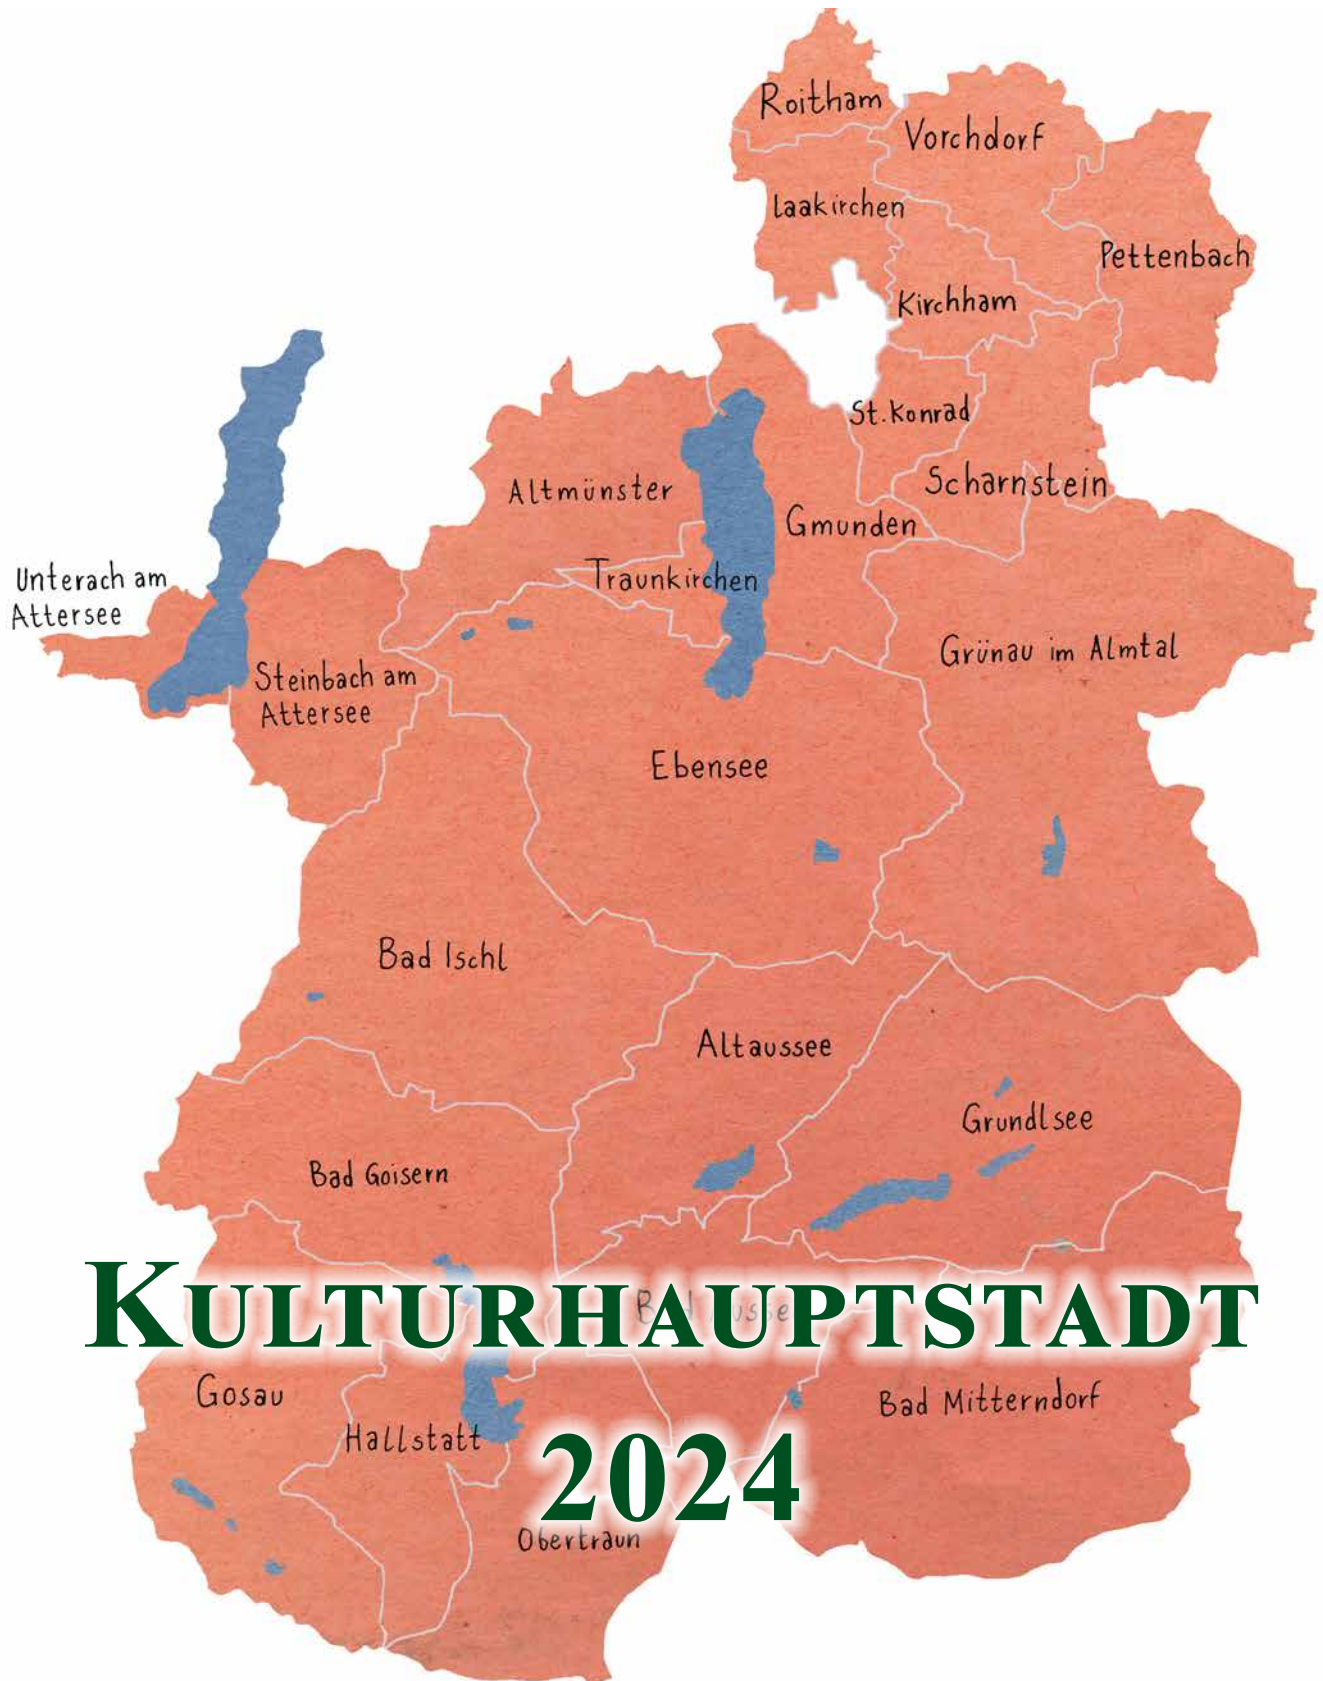 Roitham
Vorchdorf
Laakirchen
Pettenbach
Kirchham
St. Konrad
Scharnstein
Altmünster
Gmunden
Traunkirchen
Unterach am
Attersee
Steinbach am
Attersee
Grünau im Almtal
Ebensee
Bad Ischl
Altaussee
Grundlsee
Bad Goisern
KULTURHAUPTSTADT
Gosau
Bad Mitterndorf
Hallstatt
2024
Obertraun